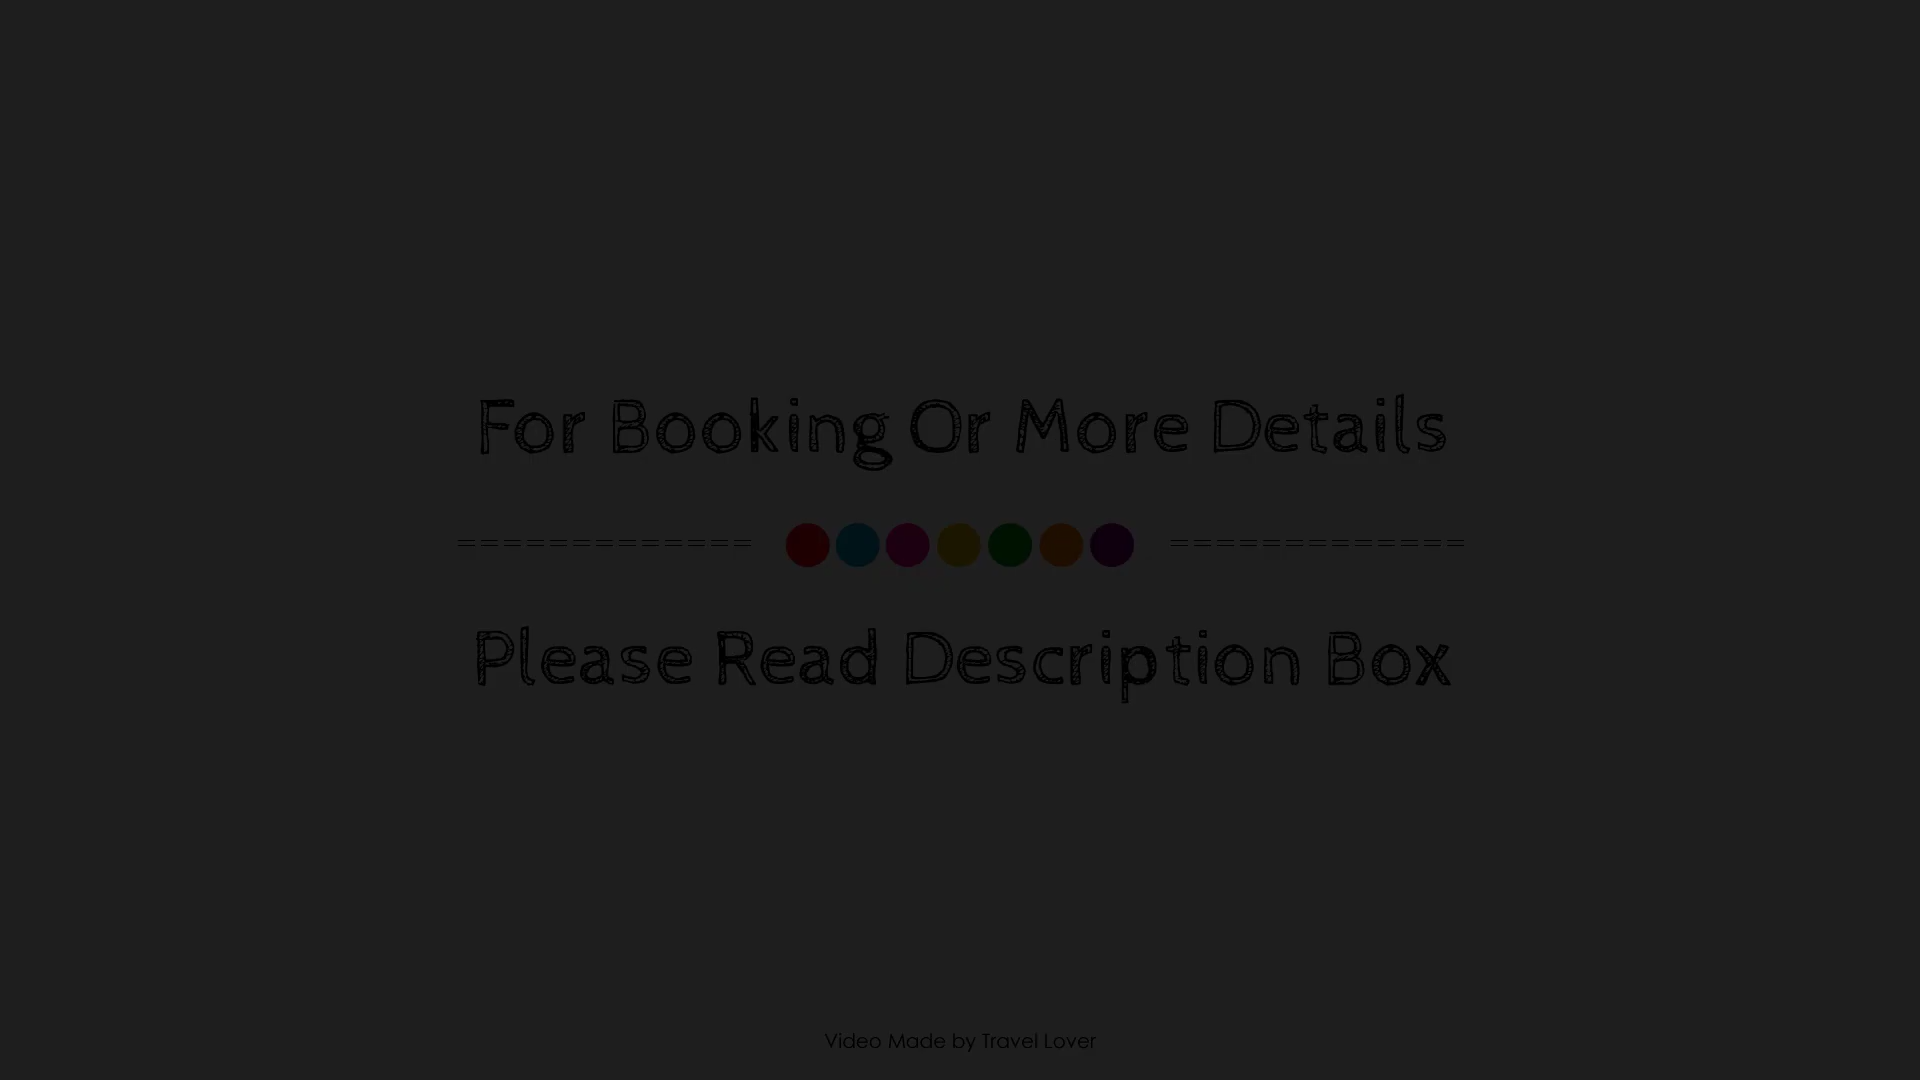 For Booking Or More Details
============= =============
Please Read Description Box
Video Made by Travel Lover